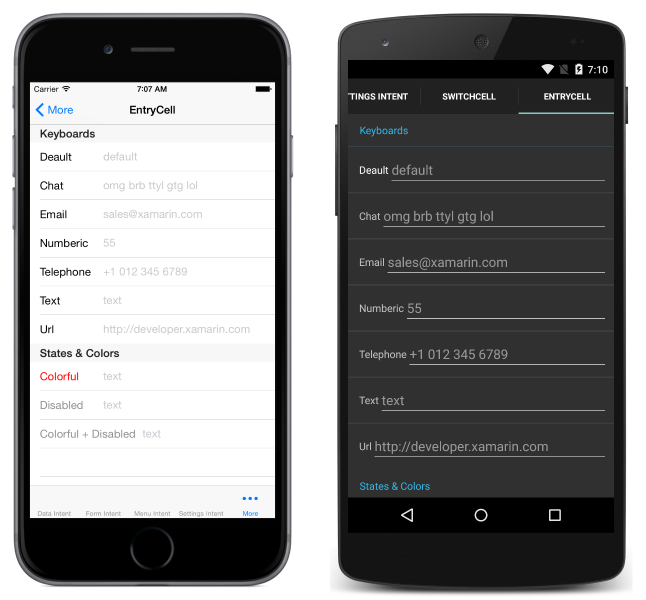 Carrier 7:07 AM
More EntryCell
Keyboards
Deault default
Chat omg brb ttyl gtg lol
Email sales@xamarin.com
Numberic 55
Telephone +1 012 345 6789
Text text
Url http://developer.xamarin.com
States & Colors
Colorful text
Disabled text
Colorful + Disabled text
Data Intent Form Intent Menu Intent Settings Intent More
7:10
TINGS INTENT SWITCHCELL ENTRYCELL
Keyboards
Deault default
Chat omg brb ttyl gtg lol
Email sales@xamarin.com
Numberic 55
Telephone +1 012 345 6789
Text text
Url http://developer.xamarin.com
States & Colors